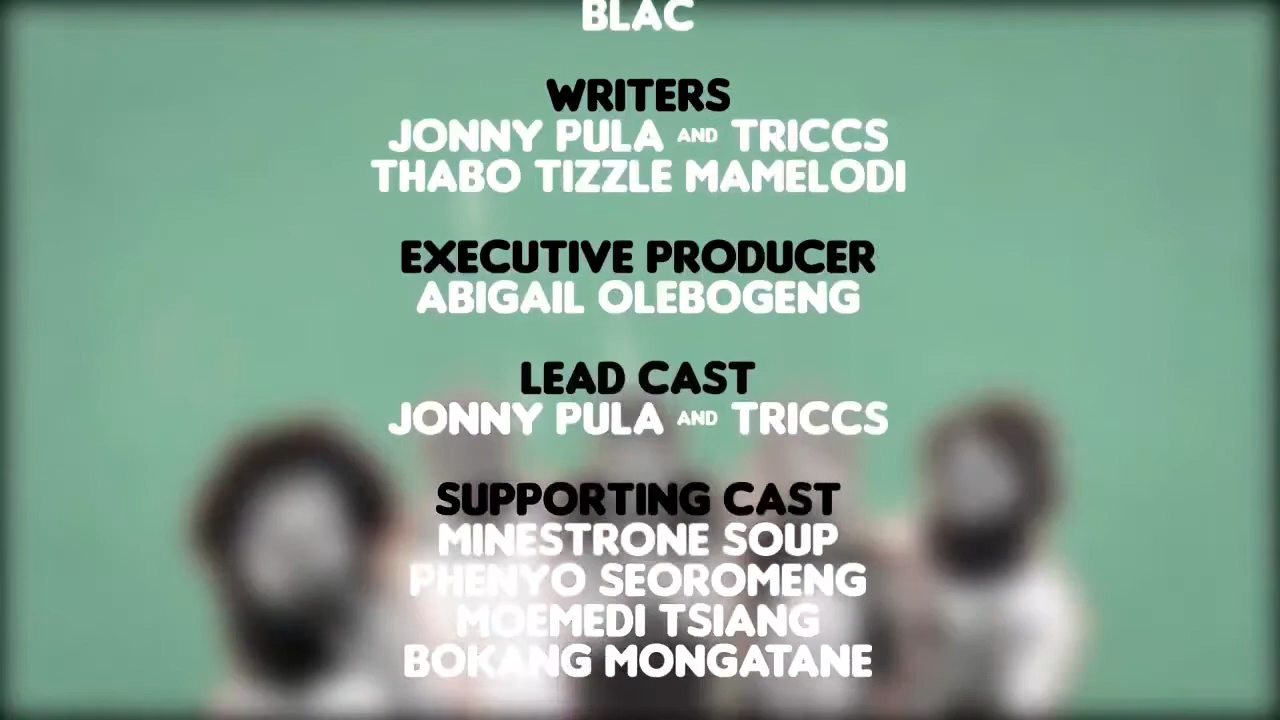 BLAC
WRITERS
JONNY PULA AND TRICCS
THABO TIZZLE MAMELODI
EXECUTIVE PRODUCER
ABIGAIL OLEBOGENG
LEAD CAST
JONNY PULA AND TRICCS
SUPPORTING CAST
MINESTRONE SOUP
PHENYO SEOROMENG
MOEMEDI TSIANG
BOKANG MONGATANE